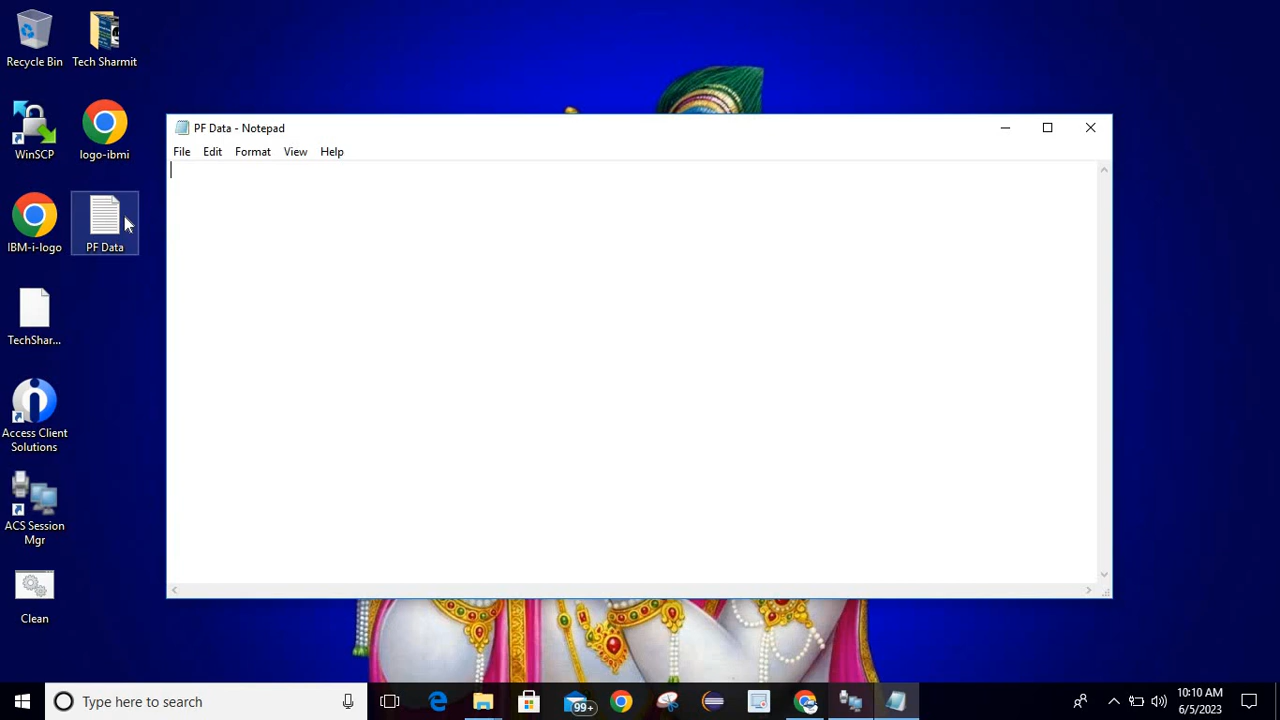 Recycle Bin
Tech Sharmit
WinSCP
logo-ibmi
IBM-i-logo
PF Data
TechShar...
Access Client
Solutions
ACS Session
Mgr
Clean
PF Data - Notepad
File Edit Format View Help
Type here to search
99+
10:10 AM
6/5/2023